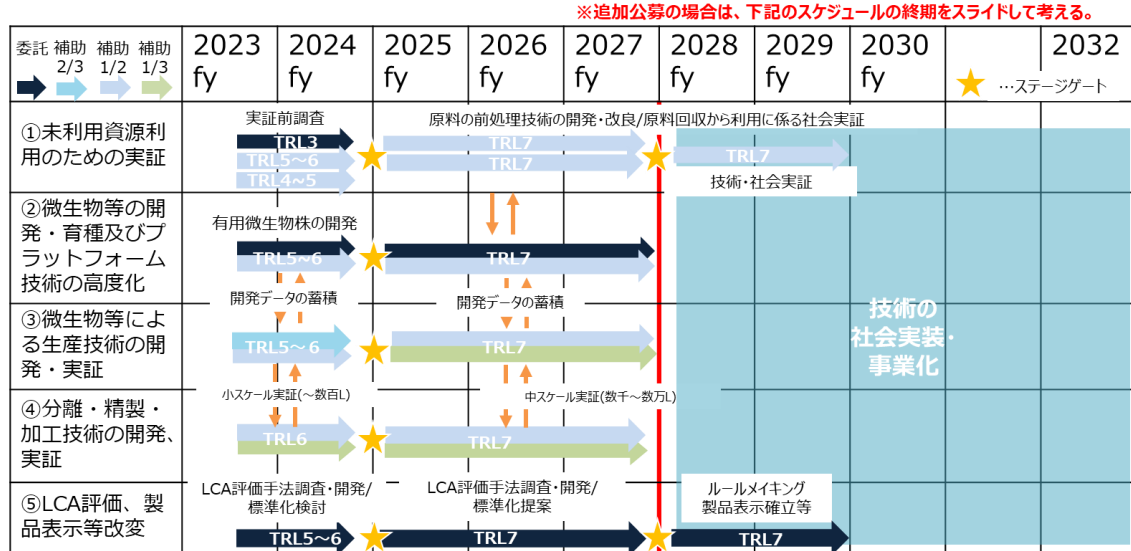 ※追加公募の場合は、下記のスケジュールの終期をスライドして考える。
委託 補助 補助 補助
2/3 1/2 1/3
2023 2024 2025 2026 2027 2028 2029 2030 2032
fy fy fy fy fy fy fy fy
…ステージゲート
①未利用資源利
用のための実証
実証前調査
TRL3
TRL5～6
TRL4～5
原料の前処理技術の開発・改良/原料回収から利用に係る社会実証
TRL7
TRL7
TRL7
技術・社会実証
②微生物等の開
発・育種及びプ
ラットフォーム
技術の高度化
有用微生物株の開発
TRL5~6
TRL7
開発データの蓄積
開発データの蓄積
③微生物等によ
る生産技術の開
発・実証
TRL5～6
TRL7
小スケール実証(～数百L)
中スケール実証(数千～数万L)
④分離・精製・
加工技術の開発、
実証
TRL6
TRL7
⑤LCA評価、製
品表示等改変
LCA評価手法調査・開発/
標準化検討
TRL5～6
LCA評価手法調査・開発/
標準化提案
TRL7
ルールメイキング
製品表示確立等
TRL7
技術の
社会実装・
事業化